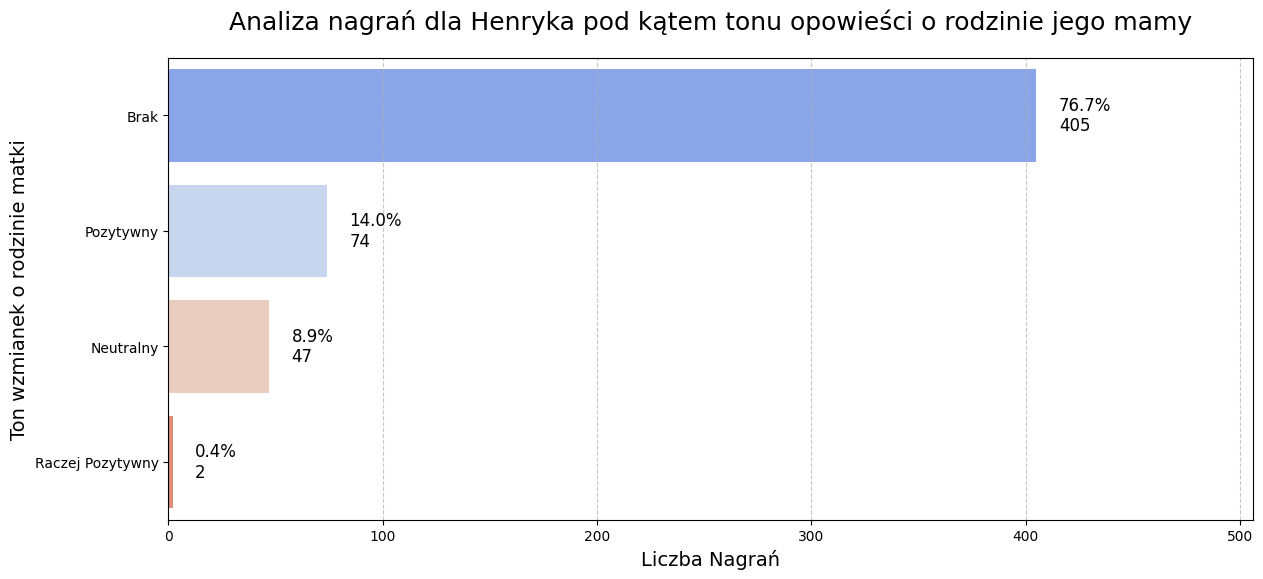 Analiza nagrań dla Henryka pod kątem tonu opowieści o rodzinie jego mamy
Ton wzmianek o rodzinie matki
Brak
76.7%
405
Pozytywny
14.0%
74
Neutralny
8.9%
47
Raczej Pozytywny
0.4%
2
0 100 200 300 400 500
Liczba Nagrań